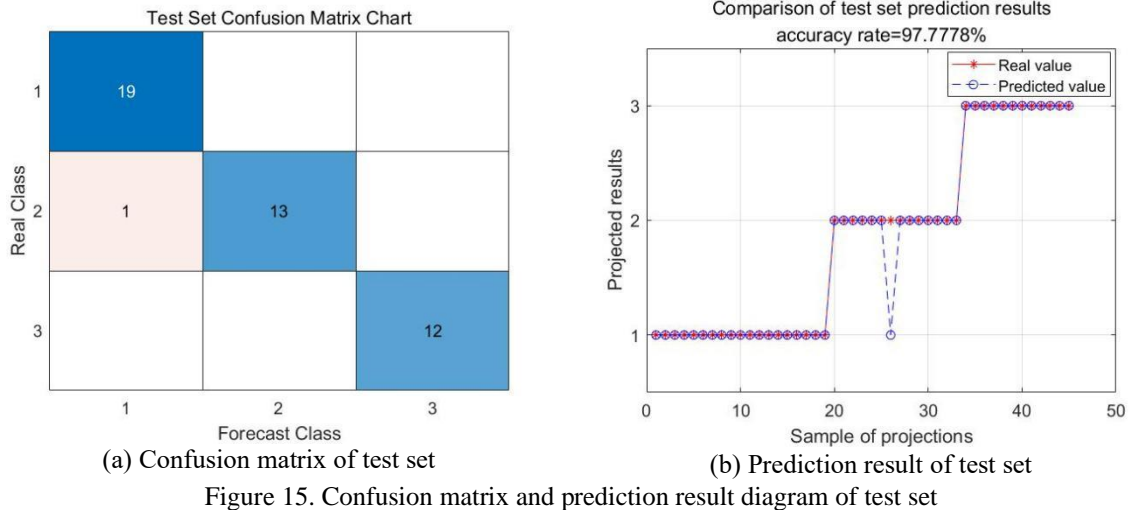 Test Set Confusion Matrix Chart
Real Class
1
2
3
19
1
13
12
1
2
3
Forecast Class
(a) Confusion matrix of test set
Comparison of test set prediction results
accuracy rate=97.7778%
Real value
Predicted value
Projected results
3
2
1
0
10
20
30
40
50
Sample of projections
(b) Prediction result of test set
Figure 15. Confusion matrix and prediction result diagram of test set